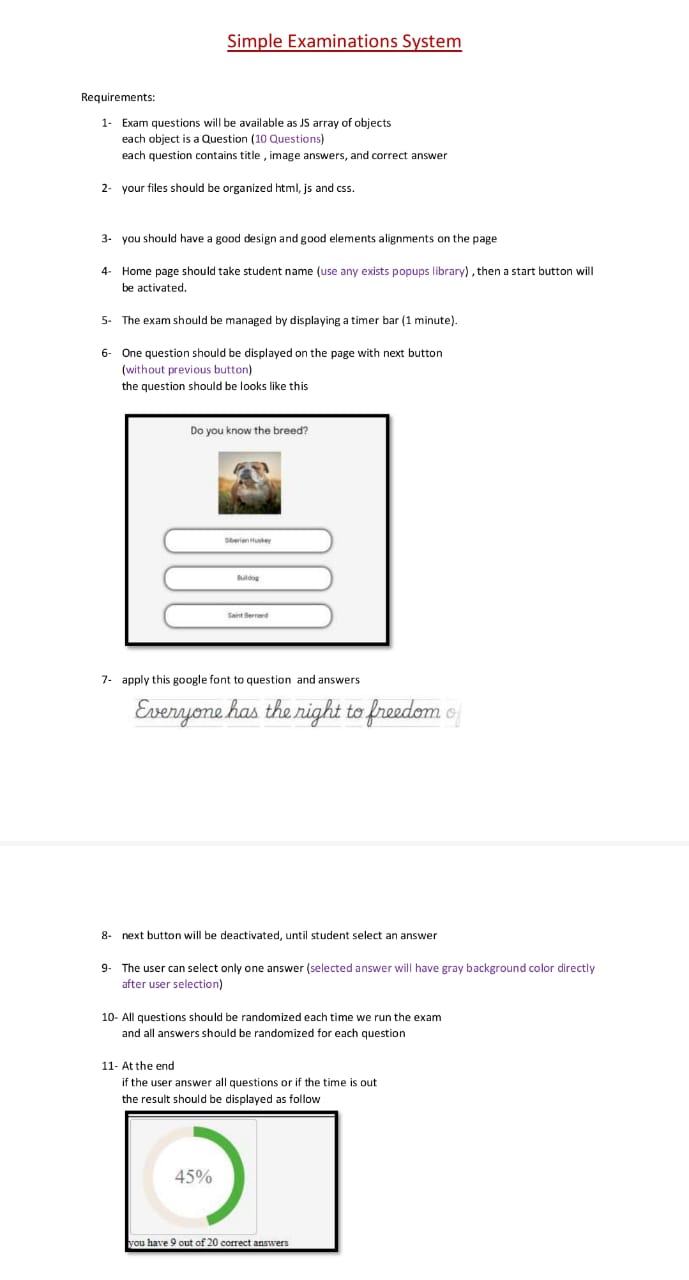 Simple Examinations System
Requirements:
1- Exam questions will be available as JS array of objects
each object is a Question (10 Questions)
each question contains title , image answers, and correct answer
2- your files should be organized html, js and css.
3- you should have a good design and good elements alignments on the page
4- Home page should take student name (use any exists popups library) , then a start button will
be activated.
5- The exam should be managed by displaying a timer bar (1 minute).
6- One question should be displayed on the page with next button
(without previous button)
the question should be looks like this
Do you know the breed?
Siberian Huskey
Bulldog
Saint Bernard
7- apply this google font to question and answers
Everyone has the right to freedom o
8- next button will be deactivated, until student select an answer
9- The user can select only one answer (selected answer will have gray background color directly
after user selection)
10- All questions should be randomized each time we run the exam
and all answers should be randomized for each question
11- At the end
if the user answer all questions or if the time is out
the result should be displayed as follow
45%
you have 9 out of 20 correct answers